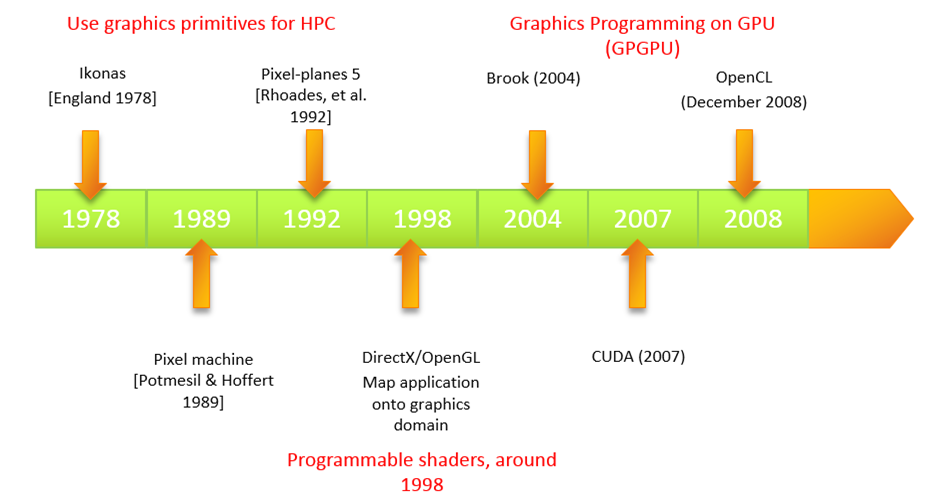 Use graphics primitives for HPC
Graphics Programming on GPU
(GPGPU)
Ikonas
[England 1978]
Pixel-planes 5
[Rhoades, et al.
1992]
Brook (2004)
OpenCL
(December 2008)
1978
1989
1992
1998
2004
2007
2008
Pixel machine
[Potmesil & Hoffert
1989]
DirectX/OpenGL
Map application
onto graphics
domain
CUDA (2007)
Programmable shaders, around
1998